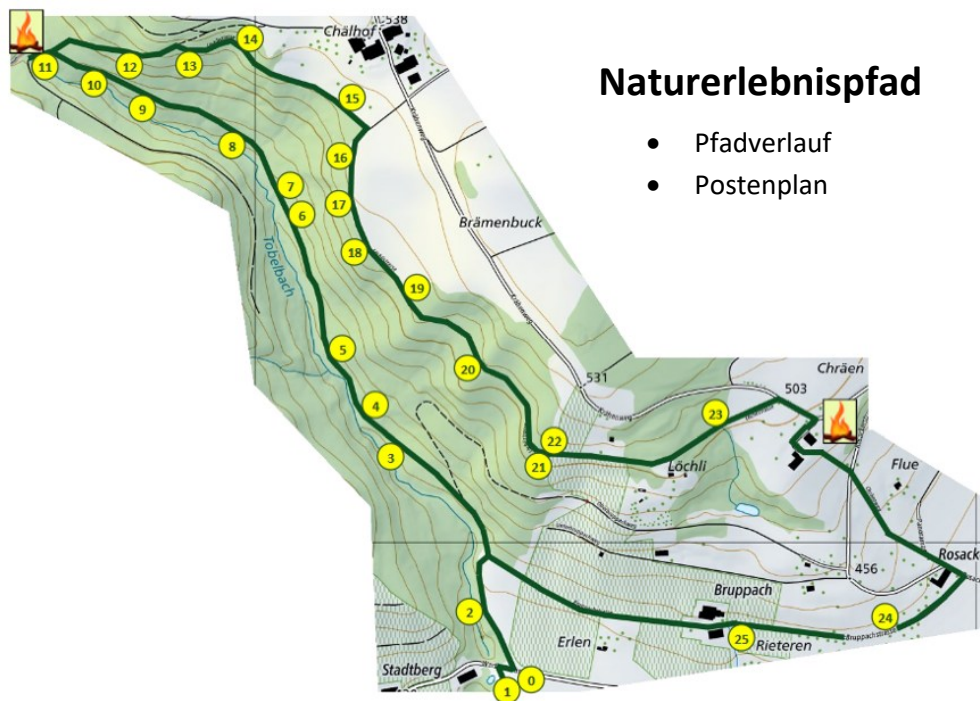 Naturerlebnispfad
• Pfadverlauf
• Postenplan
538
Chälhof
14
11
12
13
10
15
9
8
16
7
6
17
Brämenbuck
18
Tobelbach
19
5
20
531
Chräen
503
4
23
22
3
21
Löchli
Flue
Rosack
456
Bruppach
2
24
Bruppachstrasse
Erlen
25
Rieteren
Stadtberg
0
1